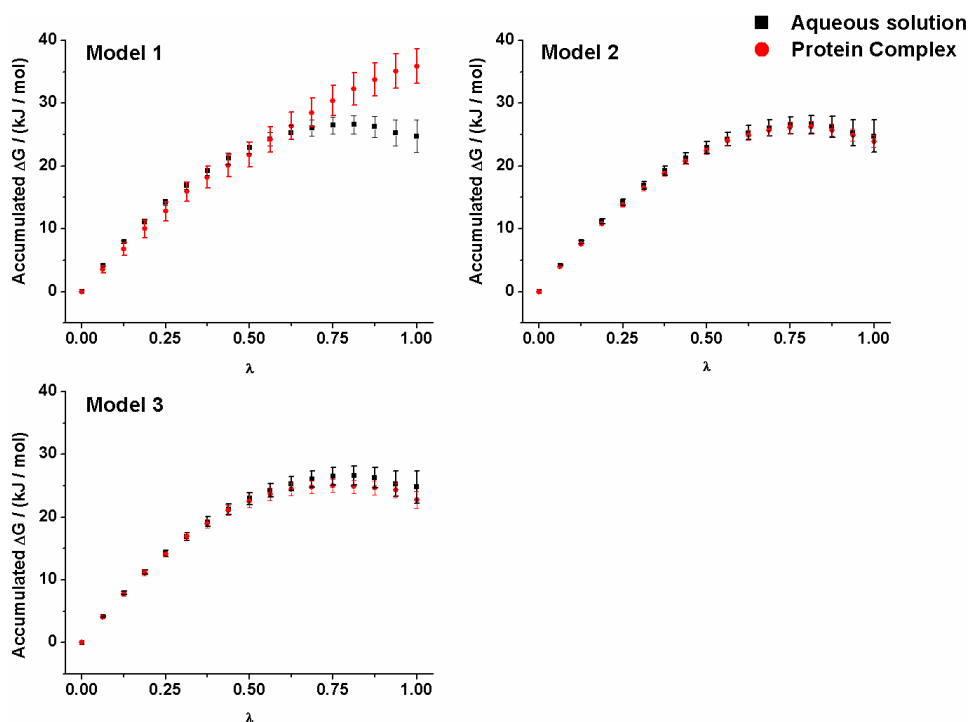 Aqueous solution
Protein Complex
Model 1
Accumulated ΔG / (kJ / mol)
40
30
20
10
0
0.00 0.25 0.50 0.75 1.00
λ
Model 2
Accumulated ΔG / (kJ / mol)
40
30
20
10
0
0.00 0.25 0.50 0.75 1.00
λ
Model 3
Accumulated ΔG / (kJ / mol)
40
30
20
10
0
0.00 0.25 0.50 0.75 1.00
λ